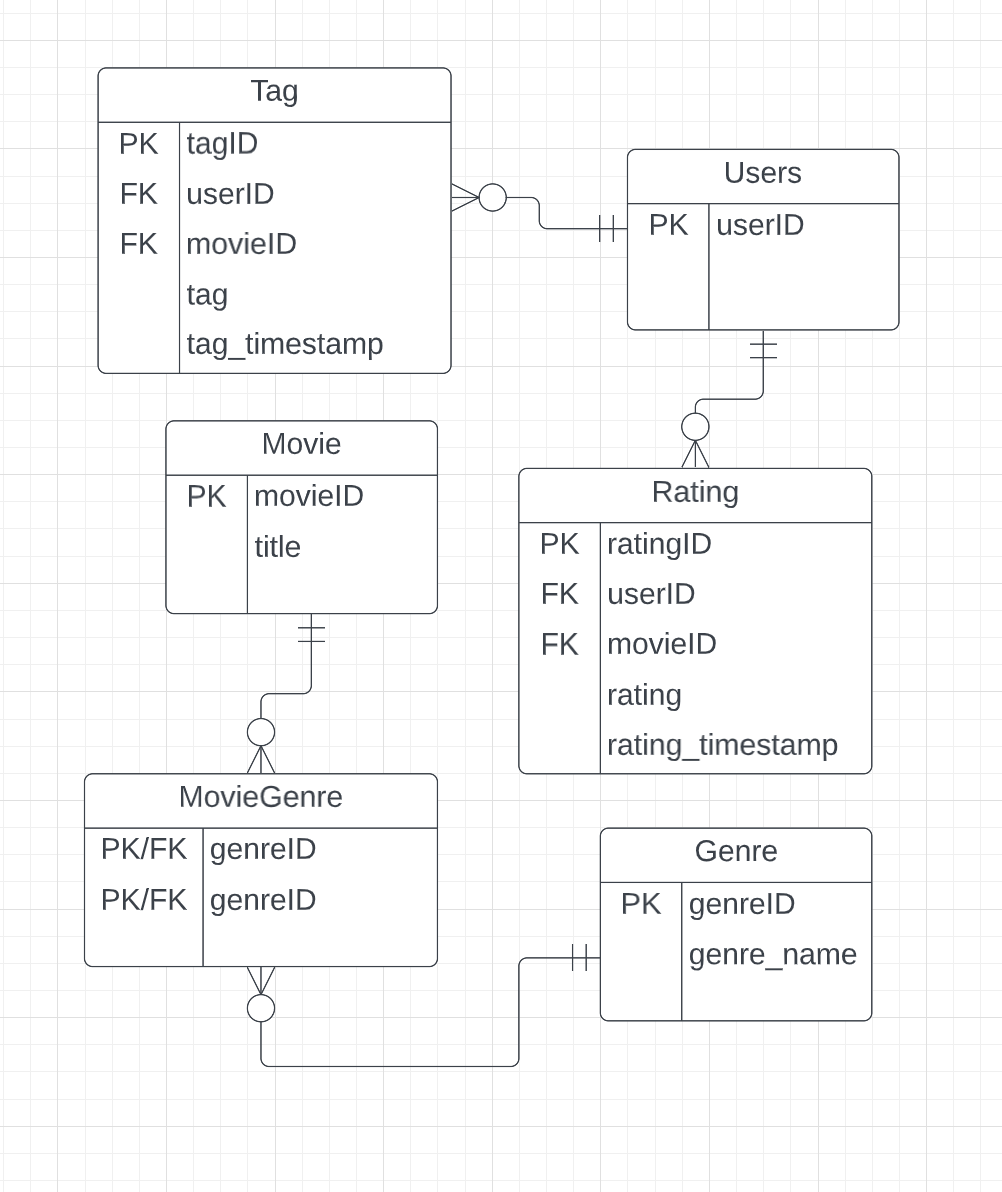 Tag
PK tagID
FK userID
FK movieID
tag
tag_timestamp
Users
PK userID
Movie
PK movieID
title
Rating
PK ratingID
FK userID
FK movieID
rating
rating_timestamp
MovieGenre
PK/FK genreID
PK/FK genreID
Genre
PK genreID
genre_name